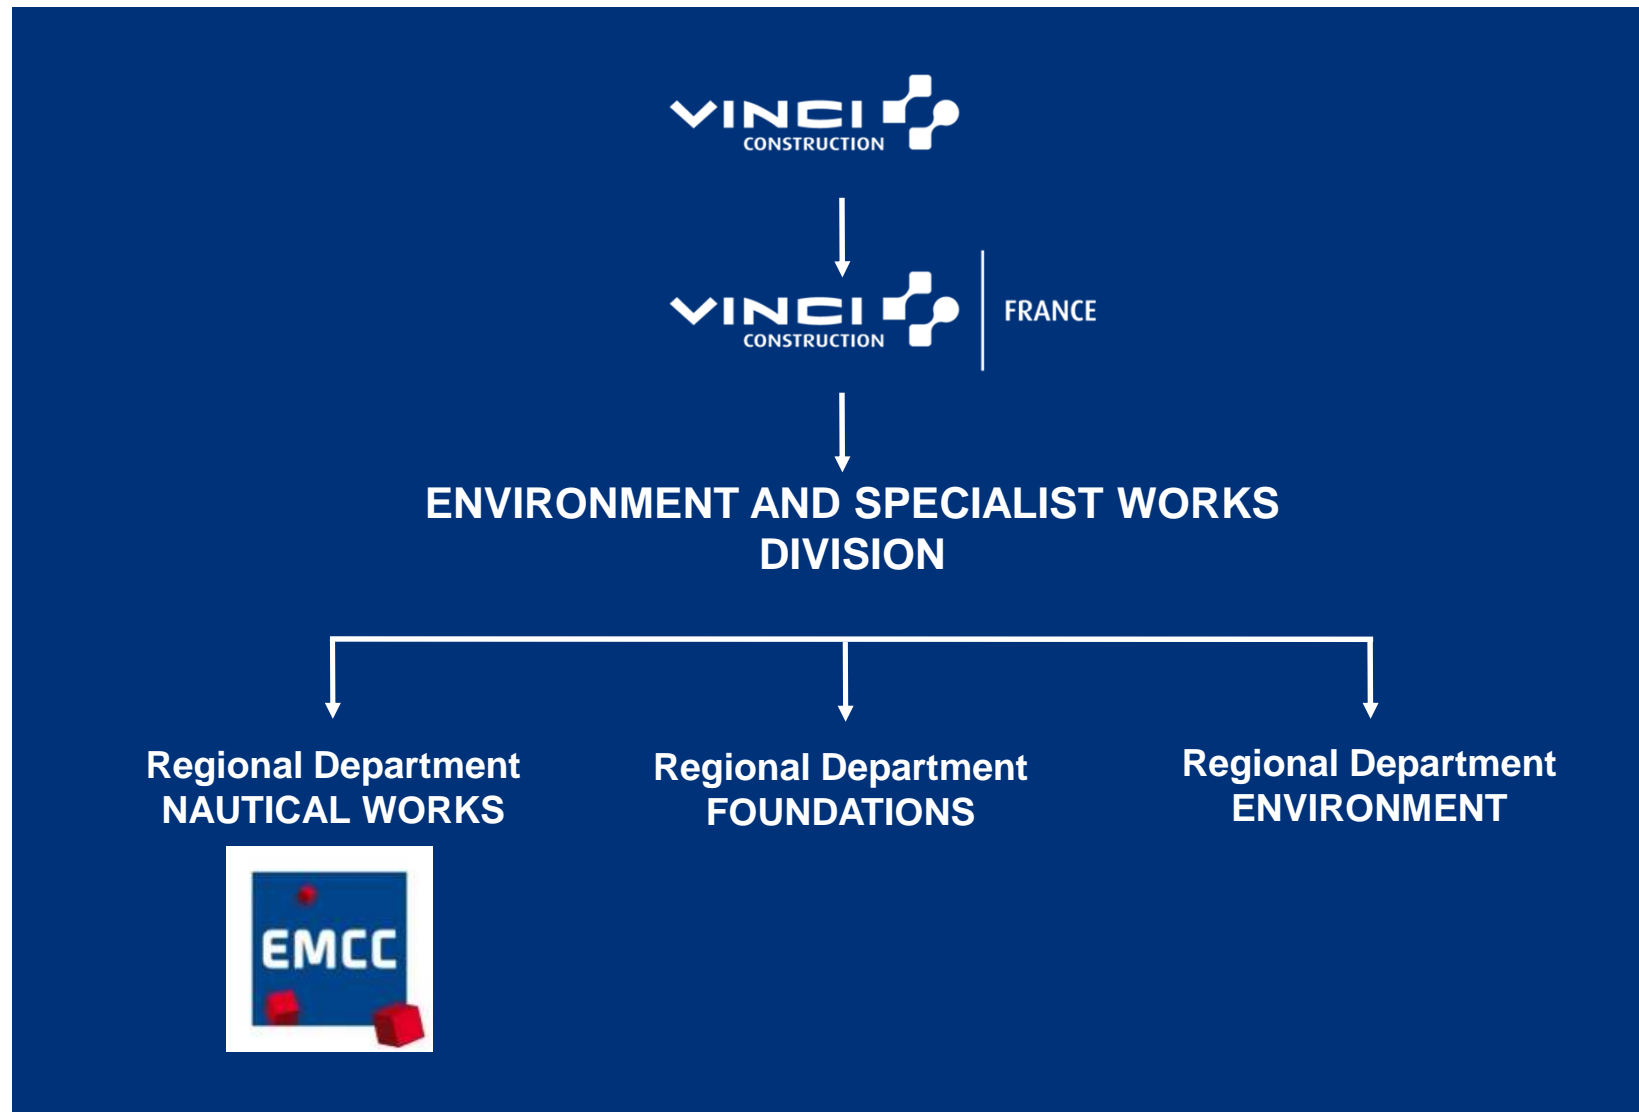 VINCI
CONSTRUCTION
VINCI
CONSTRUCTION
FRANCE
ENVIRONMENT AND SPECIALIST WORKS
DIVISION
Regional Department
NAUTICAL WORKS
Regional Department
FOUNDATIONS
Regional Department
ENVIRONMENT
EMCC